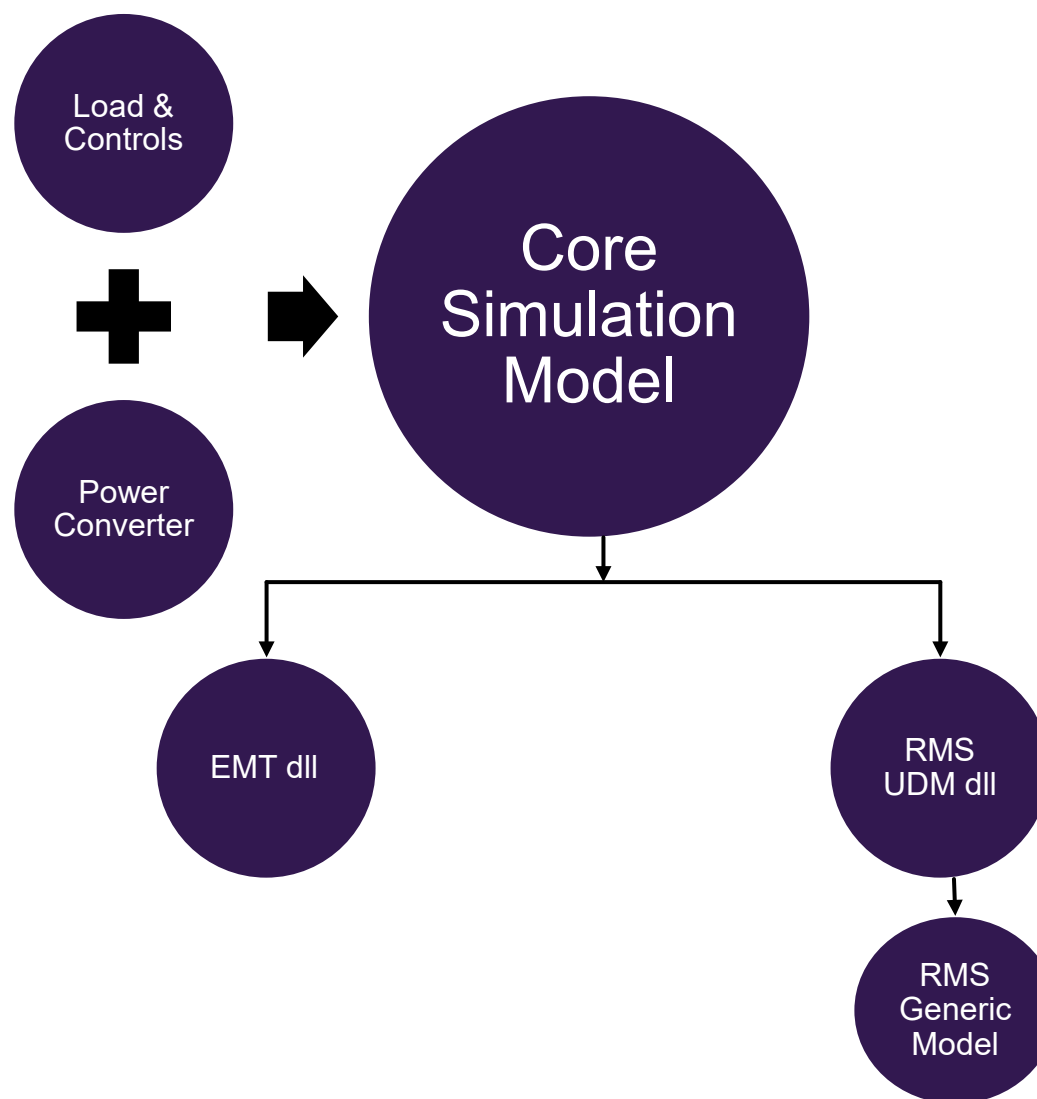 Load &
Controls
Core
Simulation
Model
Power
Converter
EMT dll
RMS
UDM dll
RMS
Generic
Model